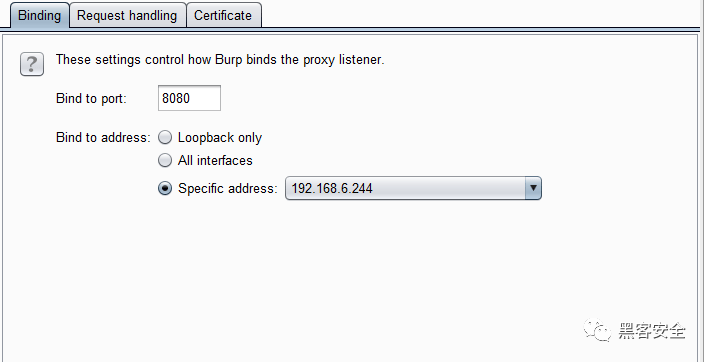 Binding Request handling Certificate
? These settings control how Burp binds the proxy listener.
Bind to port: 8080
Bind to address: Loopback only
All interfaces
Specific address: 192.168.6.244
黑客安全